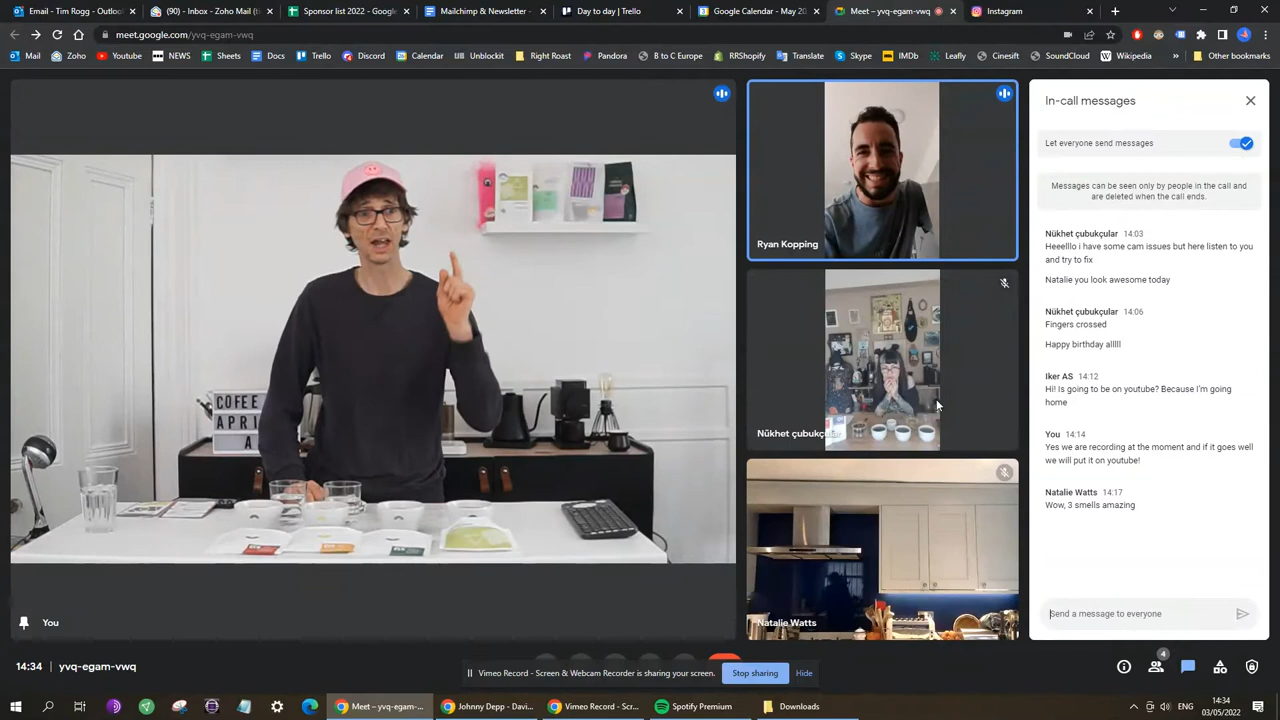 Email - Tim Rogg - Outloo
(90) - Inbox - Zoho Mail (t
Sponsor list 2022 - Google
Mailchimp & Newsletter -
Day to day | Trello
Google Calendar - May 20
Meet – yvq-egam-vwq
Instagram
meet.google.com/yvq-egam-vwq
Mail
Zoho
NEWS
Sheets
Docs
Trello
Discord
Calendar
Unblockit
Right Roast
Pandora
B to C Europe
RRShopify
Translate
Skype
IMDb
Leafly
Cinesift
SoundCloud
Wikipedia
Other bookmarks
COFEE
APRI
A
You
Ryan Kopping
Nükhet çubukçular
Natalie Watts
In-call messages
Let everyone send messages
Messages can be seen only by people in the call and
are deleted when the call ends.
Nükhet çubukçular 14:03
Heeelllo i have some cam issues but here listen to you
and try to fix
Natalie you look awesome today
Nükhet çubukçular 14:06
Fingers crossed
Happy birthday alllll
Iker AS 14:12
Hi! Is going to be on youtube? Because I'm going
home
You 14:14
Yes we are recording at the moment and if it goes well
we will put it on youtube!
Natalie Watts 14:17
Wow, 3 smells amazing
Send a message to everyone
14:34 yvq-egam-vwq
Vimeo Record - Screen & Webcam Recorder is sharing your screen.
Stop sharing
Hide
4
Meet – yvq-egam-...
Johnny Depp - Davi...
Vimeo Record - Scr...
Spotify Premium
Downloads
ENG
14:34
03/05/2022